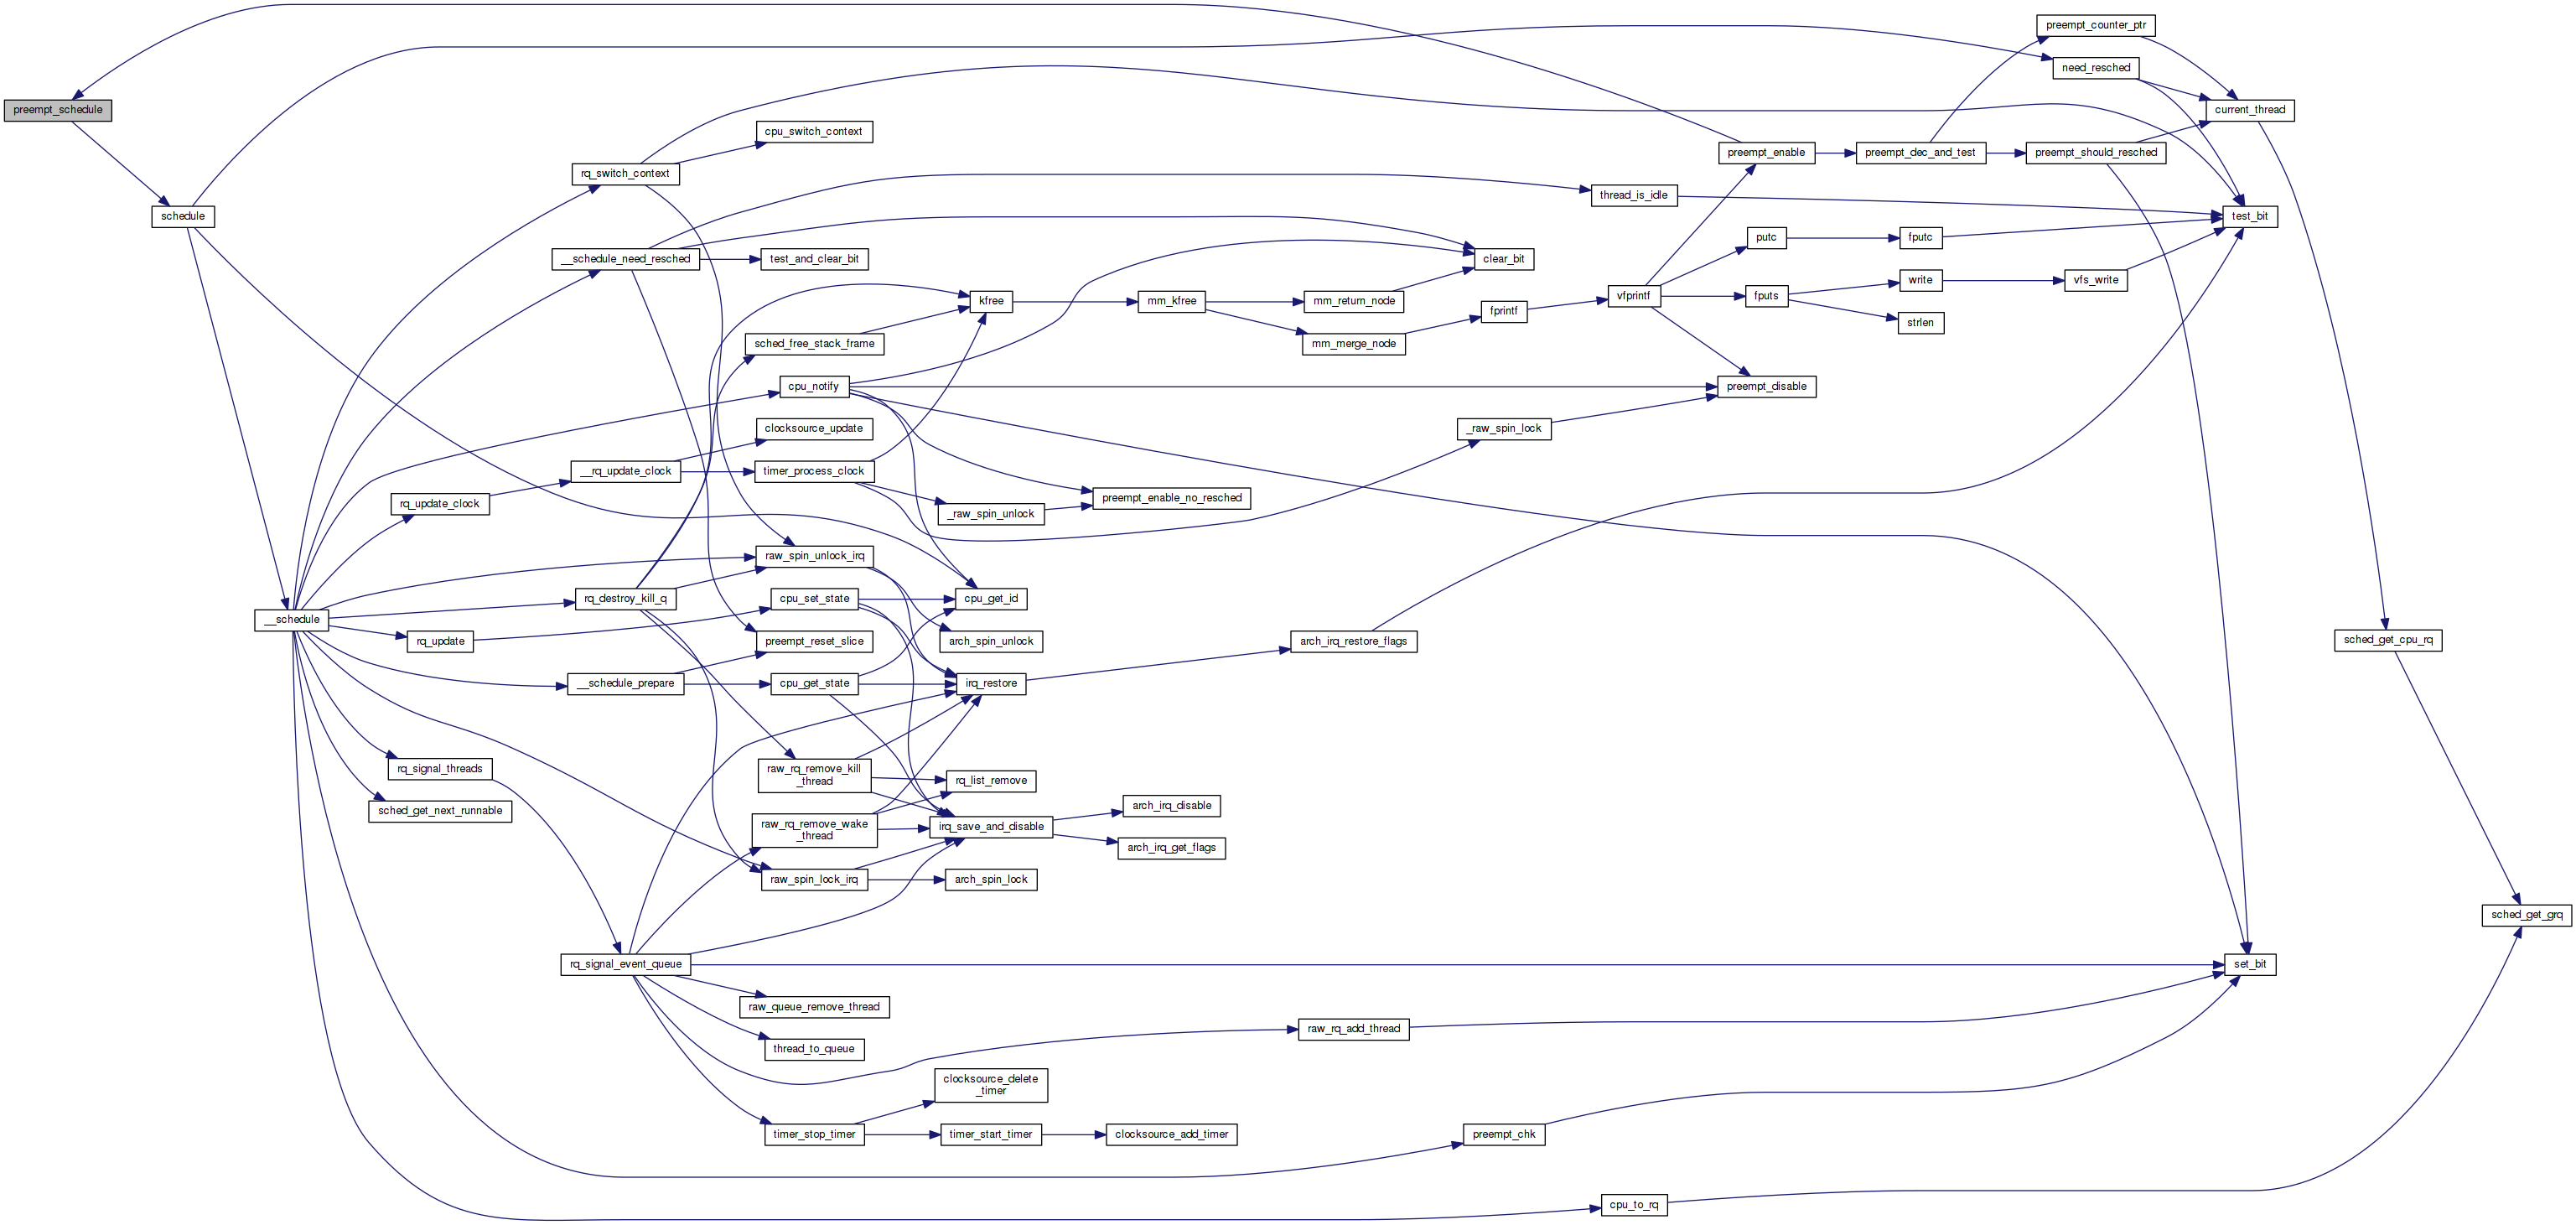 preempt_counter_ptr
need_resched
preempt_schedule
current_thread
cpu_switch_context
preempt_enable
preempt_dec_and_test
preempt_should_resched
rq_switch_context
thread_is_idle
schedule
test_bit
putc
fputc
__schedule_need_resched
test_and_clear_bit
clear_bit
write
vfs_write
kfree
mm_kfree
mm_return_node
vfprintf
fputs
fprintf
strlen
sched_free_stack_frame
mm_merge_node
cpu_notify
preempt_disable
clocksource_update
_raw_spin_lock
__rq_update_clock
timer_process_clock
rq_update_clock
preempt_enable_no_resched
_raw_spin_unlock
raw_spin_unlock_irq
rq_destroy_kill_q
cpu_set_state
cpu_get_id
__schedule
rq_update
preempt_reset_slice
arch_spin_unlock
arch_irq_restore_flags
sched_get_cpu_rq
__schedule_prepare
cpu_get_state
irq_restore
rq_signal_threads
raw_rq_remove_kill
_thread
rq_list_remove
sched_get_next_runnable
arch_irq_disable
raw_rq_remove_wake
_thread
irq_save_and_disable
arch_irq_get_flags
raw_spin_lock_irq
arch_spin_lock
sched_get_grq
rq_signal_event_queue
set_bit
raw_queue_remove_thread
raw_rq_add_thread
thread_to_queue
clocksource_delete
_timer
timer_stop_timer
timer_start_timer
clocksource_add_timer
preempt_chk
cpu_to_rq